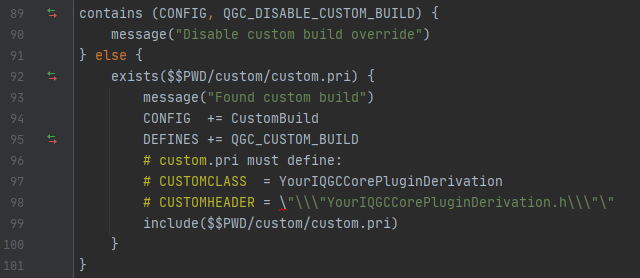 89 contains (CONFIG, QGC_DISABLE_CUSTOM_BUILD) {
90     message("Disable custom build override")
91 } else {
92     exists($$PWD/custom/custom.pri) {
93         message("Found custom build")
94         CONFIG  += CustomBuild
95         DEFINES += QGC_CUSTOM_BUILD
96         # custom.pri must define:
97         # CUSTOMCLASS  = YourIQGCCorePluginDerivation
98         # CUSTOMHEADER = \"\\\"YourIQGCCorePluginDerivation.h\\\"\"
99         include($$PWD/custom/custom.pri)
100     }
101 }